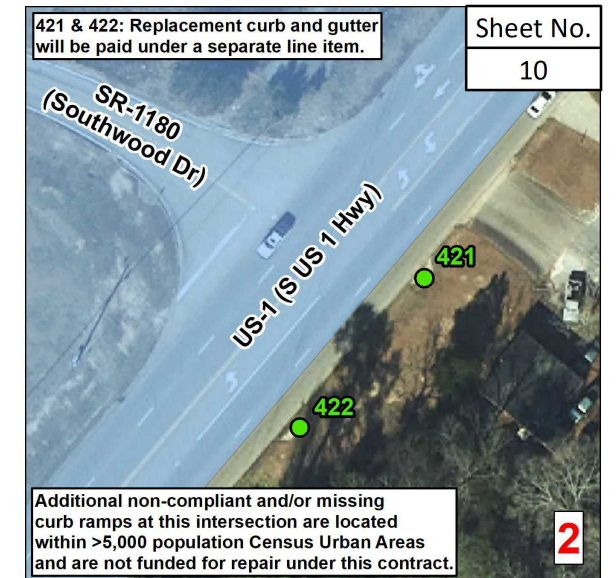 421 & 422: Replacement curb and gutter
will be paid under a separate line item.
Sheet No.
10
SR-1180
(Southwood Dr)
US-1 (S US 1 Hwy)
421
422
Additional non-compliant and/or missing
curb ramps at this intersection are located
within >5,000 population Census Urban Areas
and are not funded for repair under this contract.
2